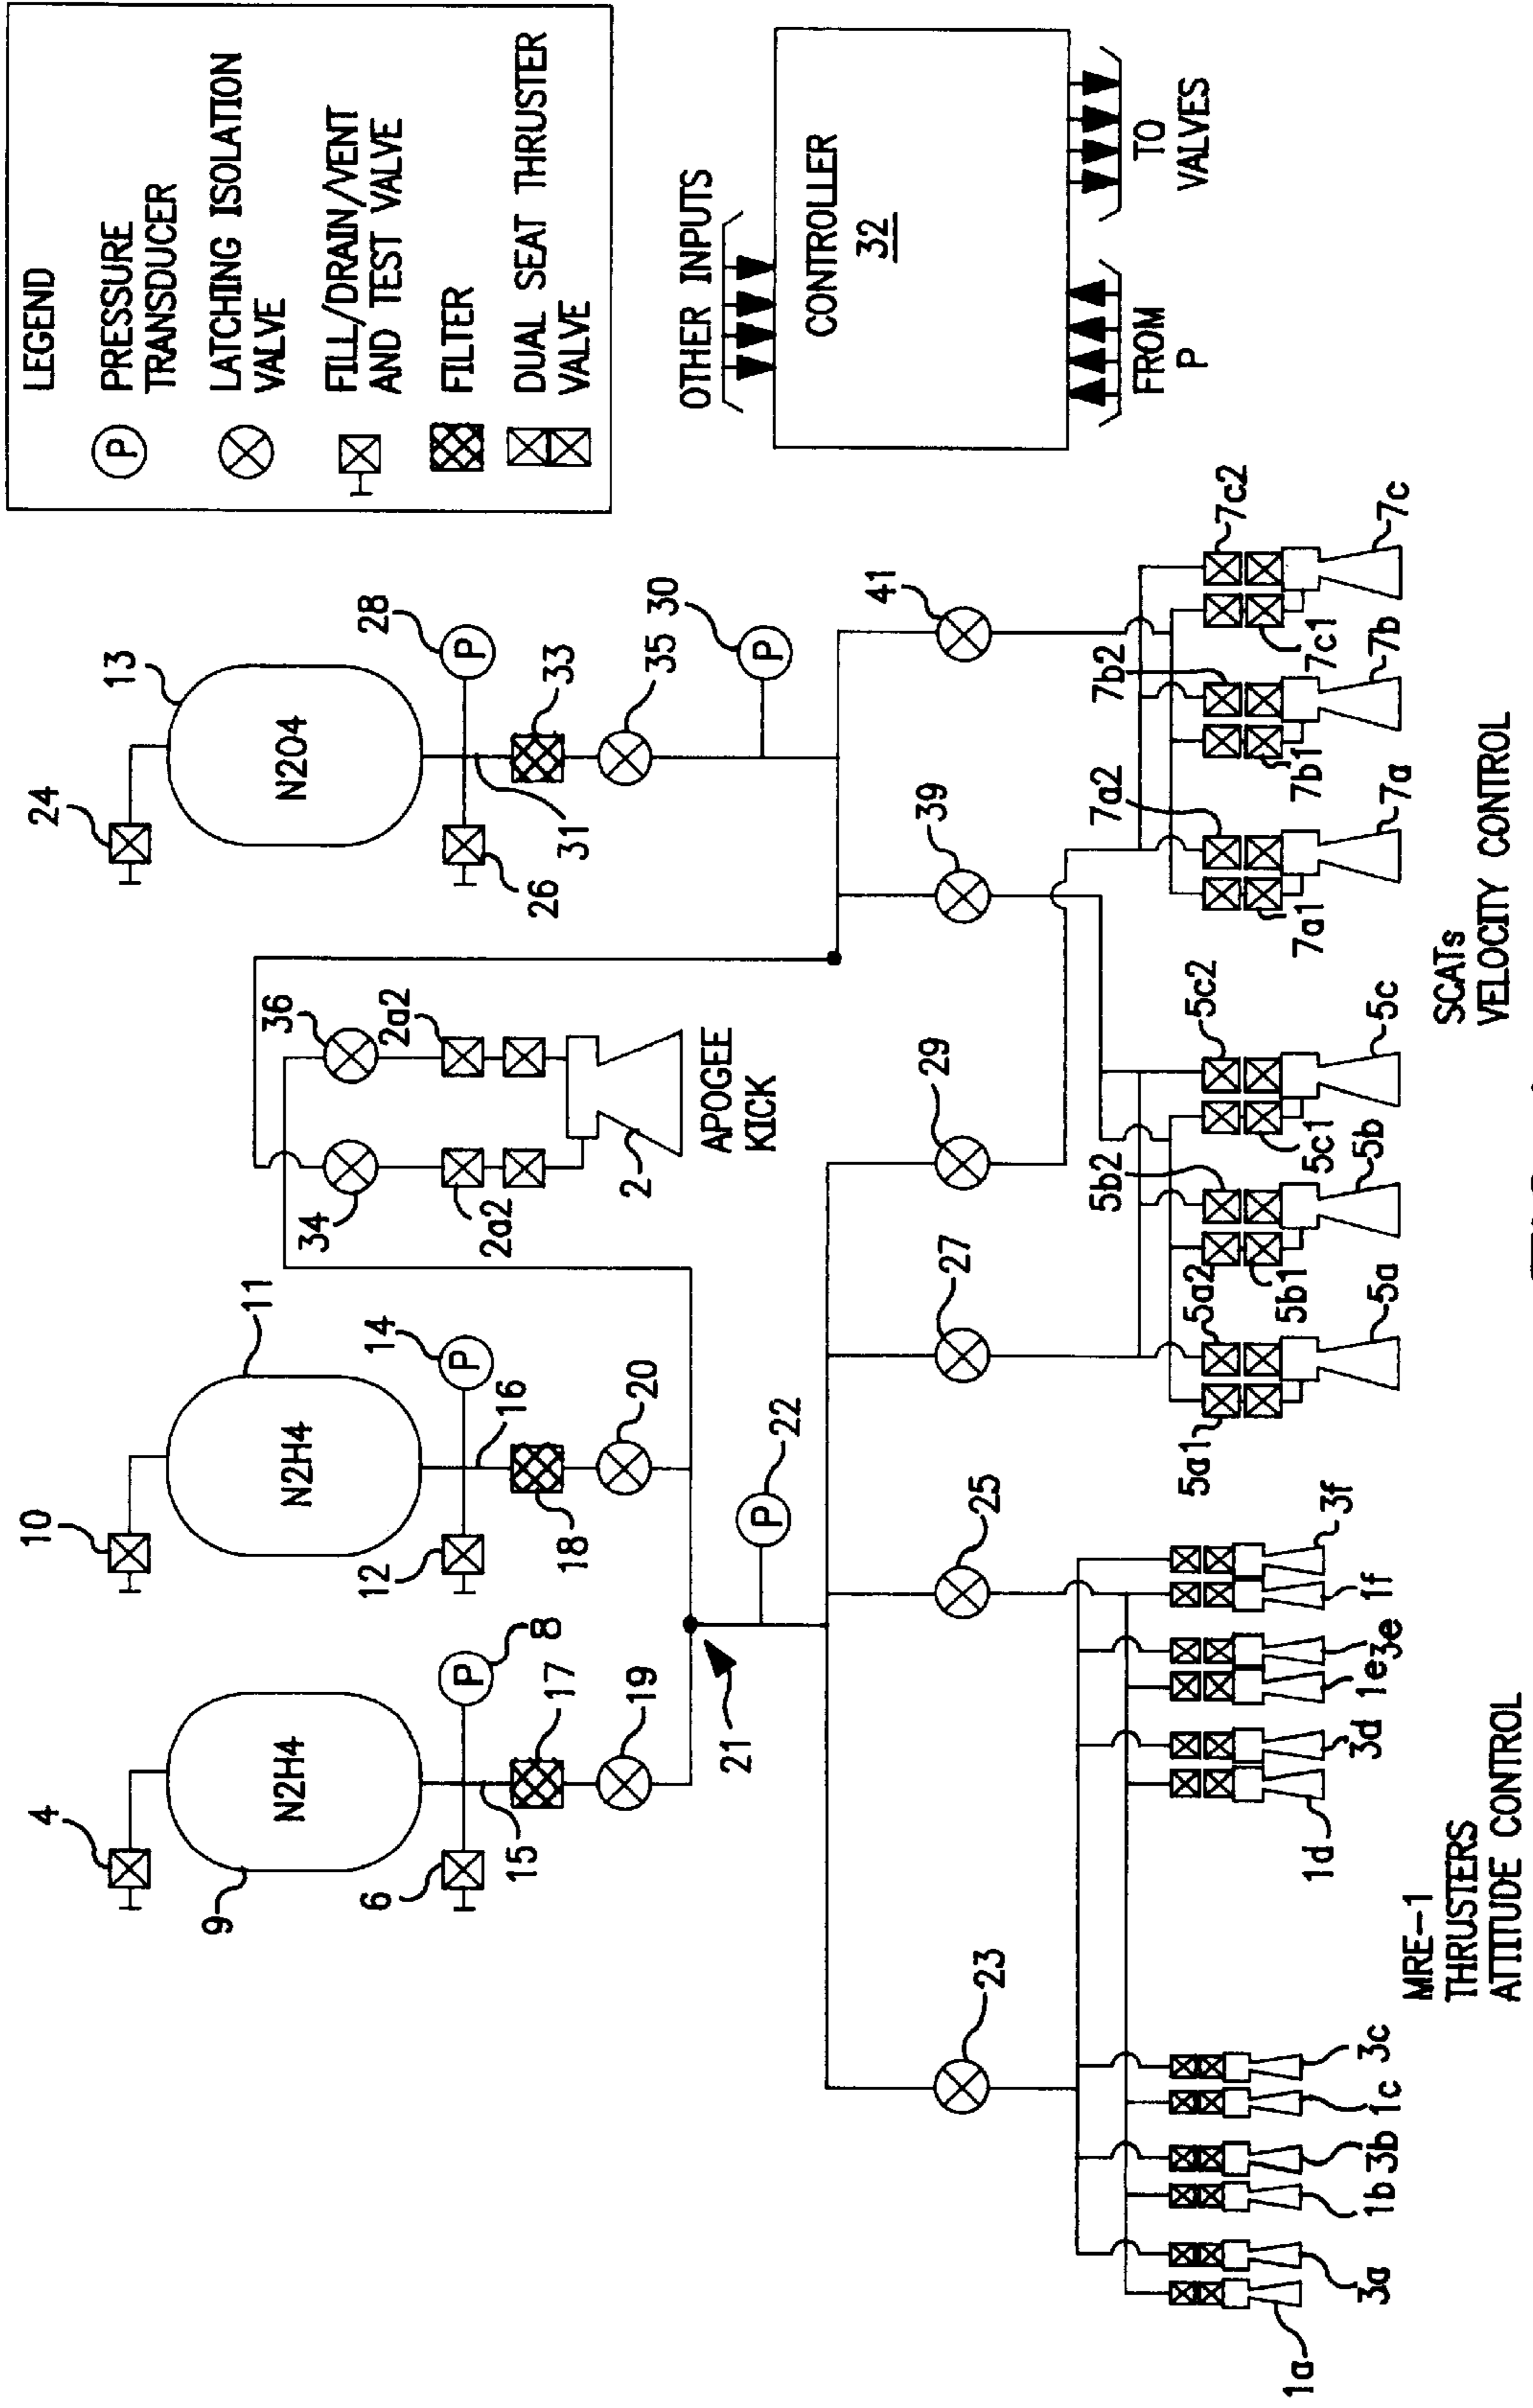 LEGEND
P PRESSURE
TRANSDUCER
LATCHING ISOLATION
VALVE
FILL/DRAIN/VENT
AND TEST VALVE
FILTER
DUAL SEAT THRUSTER
VALVE
4
10
24
13
9
N2H4
11
N2H4
N2O4
6
P
8
12
P
14
26
P
28
15
17
16
18
31
33
19
20
35
36
34
2a2
2a2
2
APOGEE
KICK
21
P
22
P
30
OTHER INPUTS
CONTROLLER
32
FROM
P
TO
VALVES
23
25
27
29
39
41
5a1
5a2
5b2
5b1
5c1
5c2
7a2
7a1
7b2
7b1
7c1
7c2
1a
3a
1b
3b
1c
3c
1d
3d
1e
3e
1f
3f
5a
5b
5c
7a
7b
7c
MRE-1
THRUSTERS
ATTITUDE CONTROL
SCATs
VELOCITY CONTROL